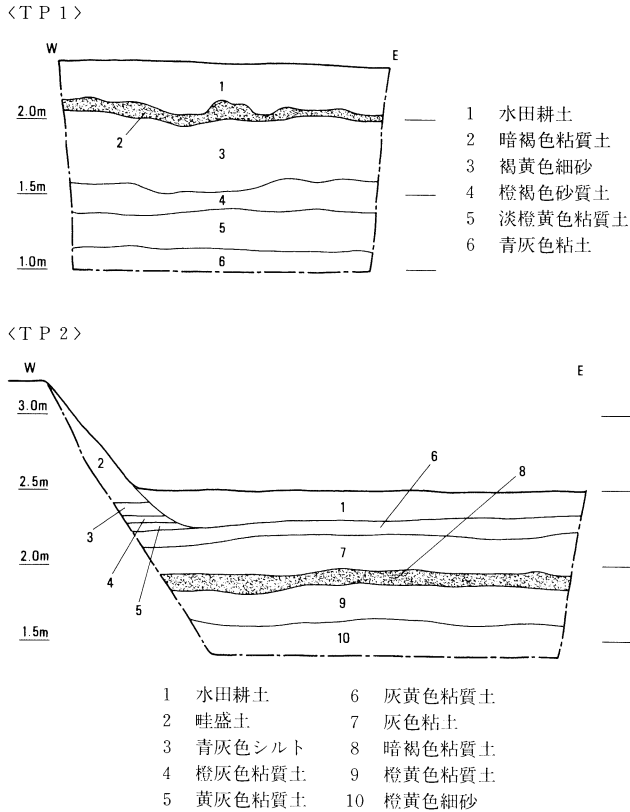 〈TP1〉
W E
1
2.0m
2
3
1.5m
4
5
1.0m
6
1 水田耕土
2 暗褐色粘質土
3 褐黄色細砂
4 橙褐色砂質土
5 淡橙黄色粘質土
6 青灰色粘土
〈TP2〉
W E
3.0m
2
6
8
2.5m
1
3
2.0m
7
4
5
9
1.5m
10
1 水田耕土
2 畦盛土
3 青灰色シルト
4 橙灰色粘質土
5 黄灰色粘質土
6 灰黄色粘質土
7 灰色粘土
8 暗褐色粘質土
9 橙黄色粘質土
10 橙黄色細砂